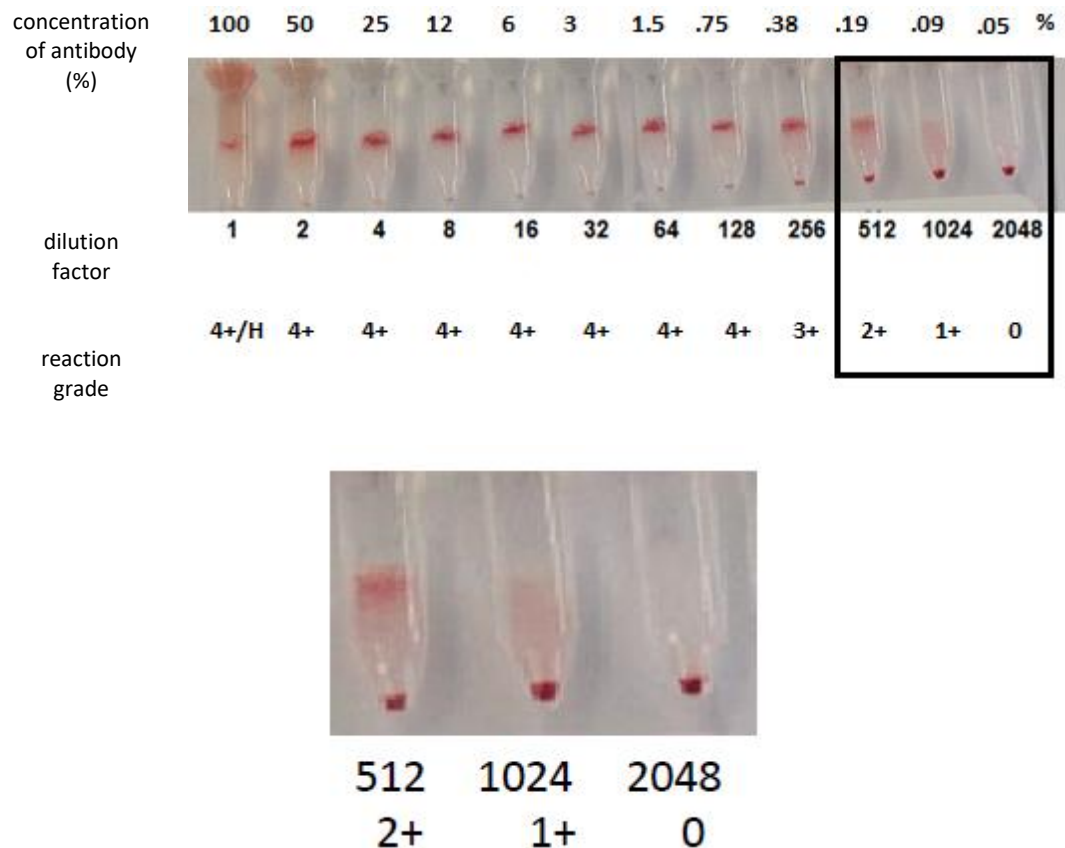 concentration
of antibody
(%)
100 50 25 12 6 3 1.5 .75 .38 .19 .09 .05 %
dilution
factor
1 2 4 8 16 32 64 128 256 512 1024 2048
reaction
grade
4+/H 4+ 4+ 4+ 4+ 4+ 4+ 4+ 3+ 2+ 1+ 0
512 1024 2048
2+ 1+ 0